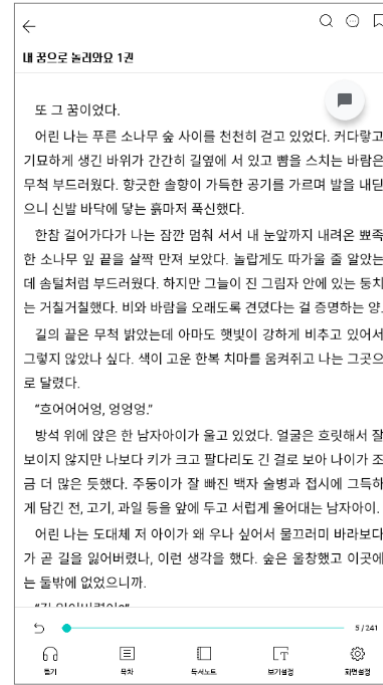 내 꿈으로 놀러와요 1권
또 그 꿈이었다.
어린 나는 푸른 소나무 숲 사이를 천천히 걷고 있었다. 커다랗고
기묘하게 생긴 바위가 간간히 길옆에 서 있고 뺨을 스치는 바람은
무척 부드러웠다. 향긋한 솔향이 가득한 공기를 가르며 발을 내딛
으니 신발 바닥에 닿는 흙마저 푹신했다.
한참 걸어가다가 나는 잠깐 멈춰 서서 내 눈앞까지 내려온 뾰족
한 소나무 잎 끝을 살짝 만져 보았다. 놀랍게도 따가울 줄 알았는
데 솜털처럼 부드러웠다. 하지만 그늘이 진 그림자 안에 있는 둥치
는 거칠거칠했다. 비와 바람을 오래도록 견뎠다는 걸 증명하는 양.
길의 끝은 무척 밝았는데 아마도 햇빛이 강하게 비추고 있어서
그렇지 않았나 싶다. 색이 고운 한복 치마를 움켜쥐고 나는 그곳으
로 달렸다.
“흐어어어엉, 엉엉엉.”
방석 위에 앉은 한 남자아이가 울고 있었다. 얼굴은 흐릿해서 잘
보이지 않지만 나보다 키가 크고 팔다리도 긴 걸로 보아 나이가 조
금 더 많은 듯했다. 주둥이가 잘 빠진 백자 술병과 접시에 그득하
게 담긴 전, 고기, 과일 등을 앞에 두고 서럽게 울어대는 남자아이.
어린 나는 도대체 저 아이가 왜 우나 싶어서 물끄러미 바라보다
가 곧 길을 잃어버렸나, 이런 생각을 했다. 숲은 울창했고 이곳에
는 둘밖에 없었으니까.
5 / 241
듣기
목차
독서노트
보기설정
화면설정